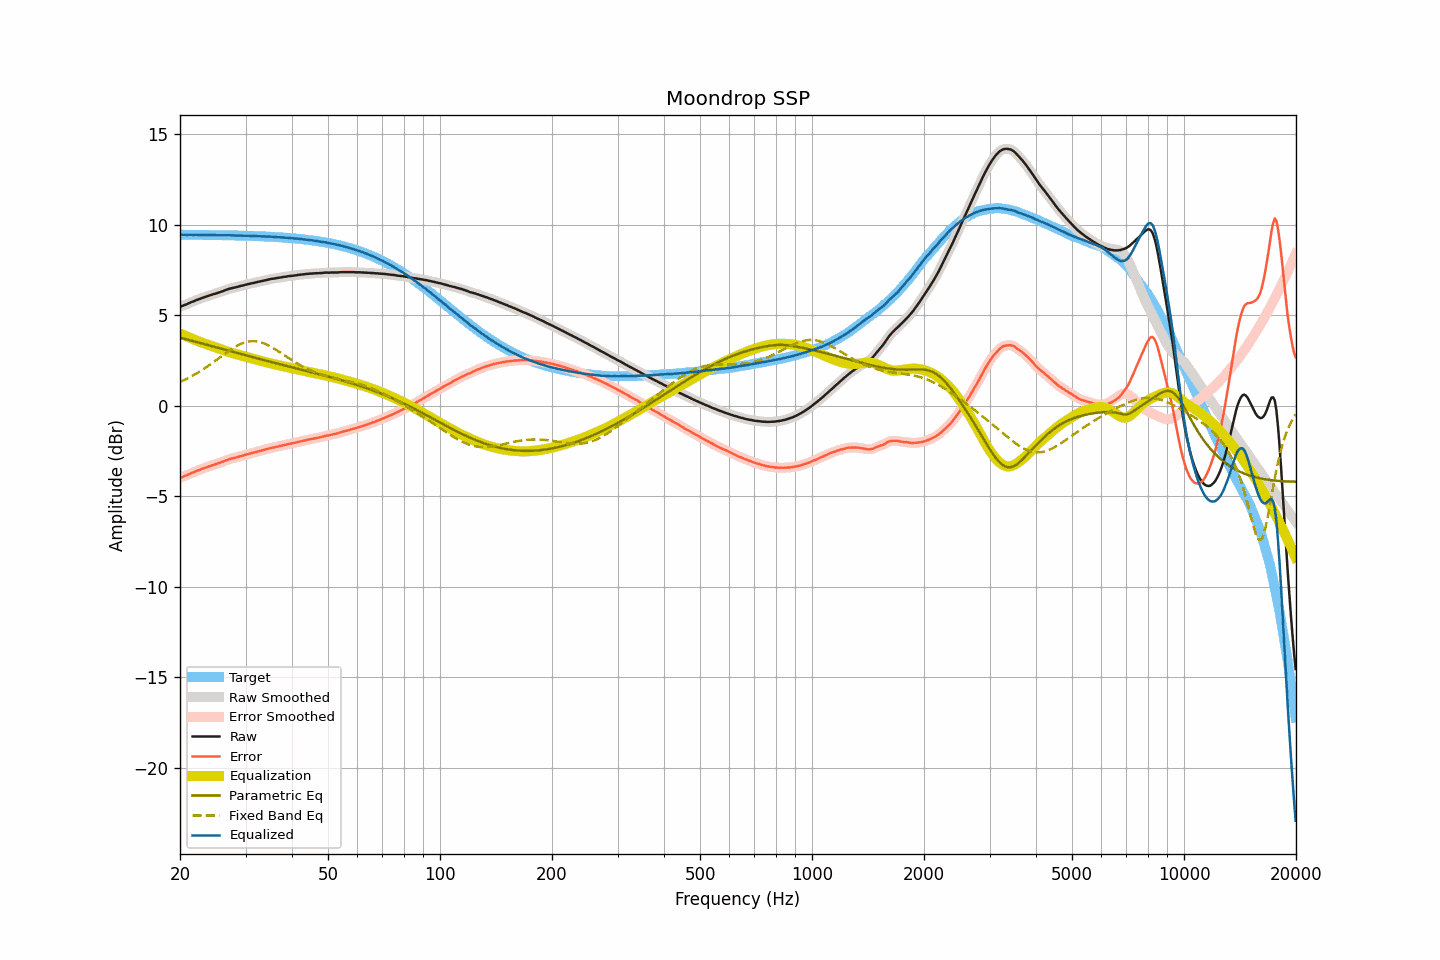 Moondrop SSP
15
10
5
0
−5
−10
−15
−20
Amplitude (dBr)
Target
Raw Smoothed
Error Smoothed
Raw
Error
Equalization
Parametric Eq
Fixed Band Eq
Equalized
20 50 100 200 500 1000 2000 5000 10000 20000
Frequency (Hz)